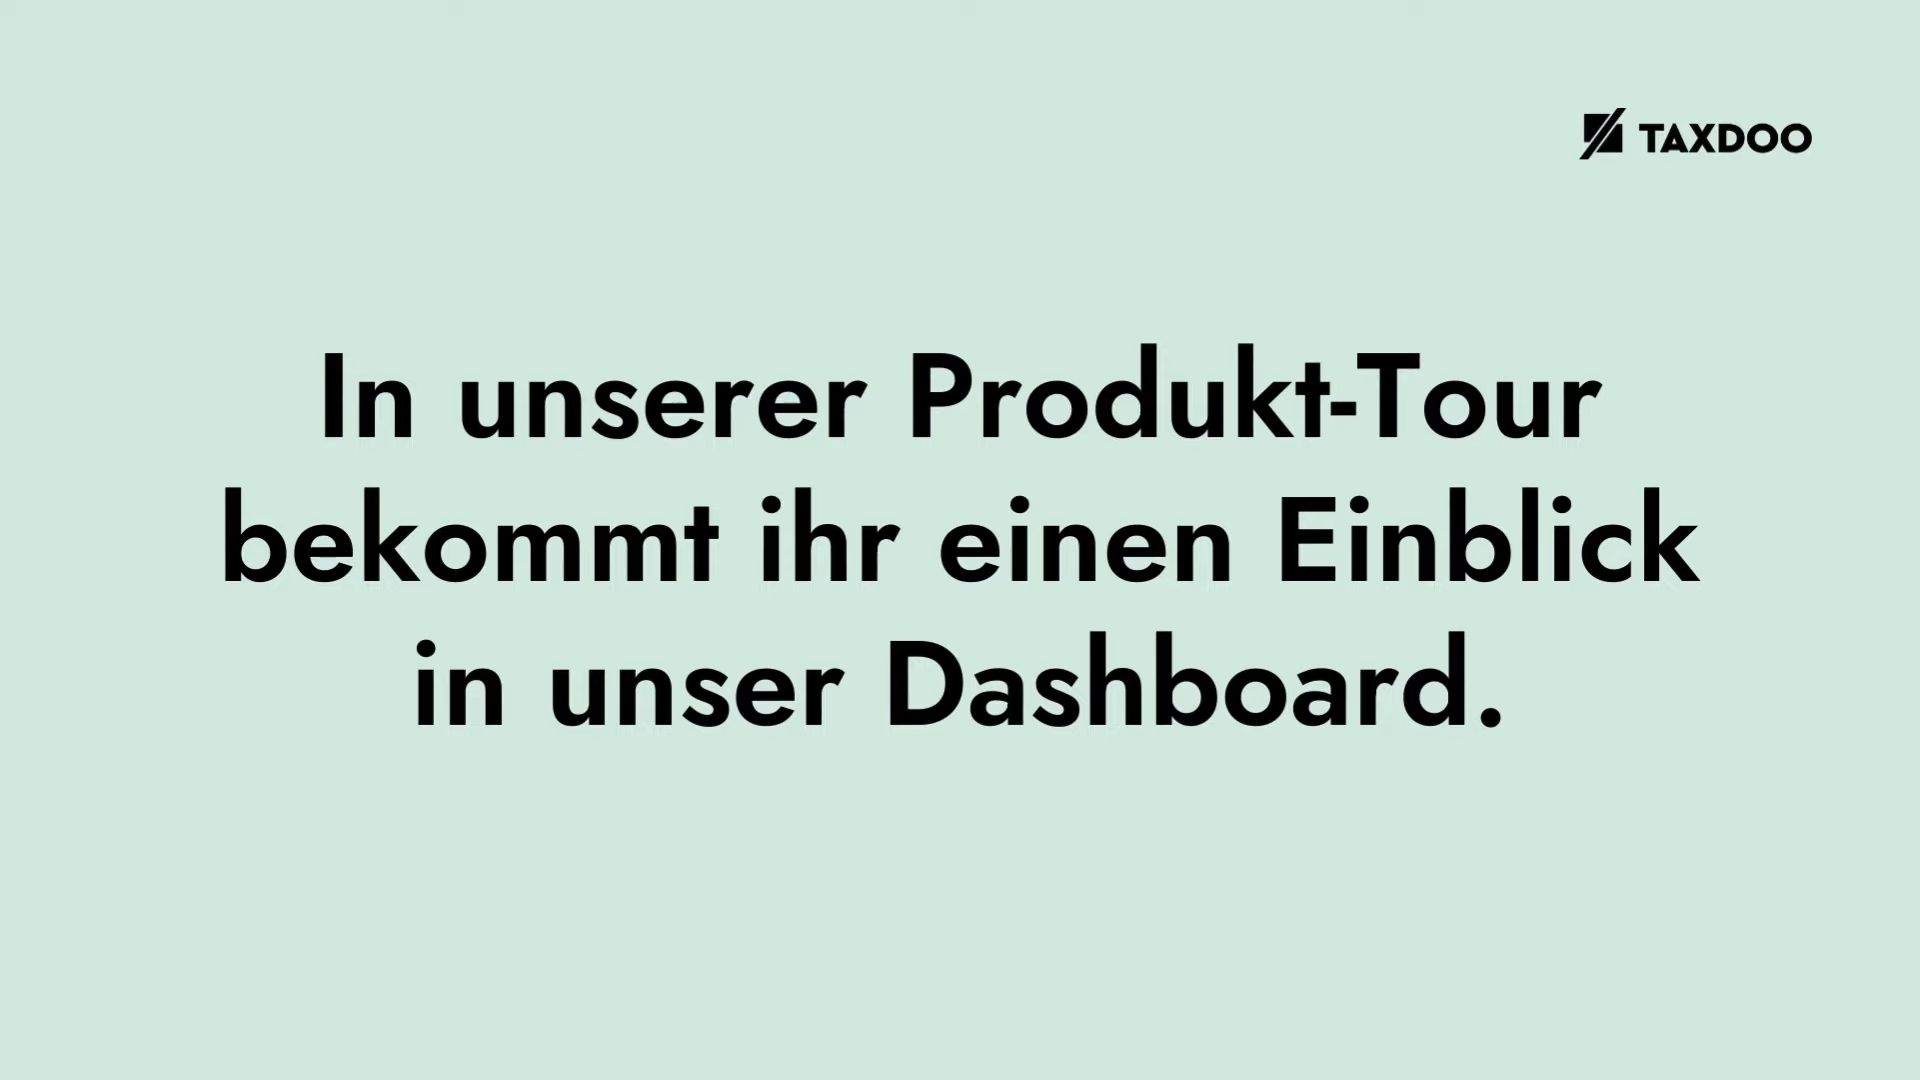 TAXDOO
In unserer Produkt-Tour
bekommt ihr einen Einblick
in unser Dashboard.